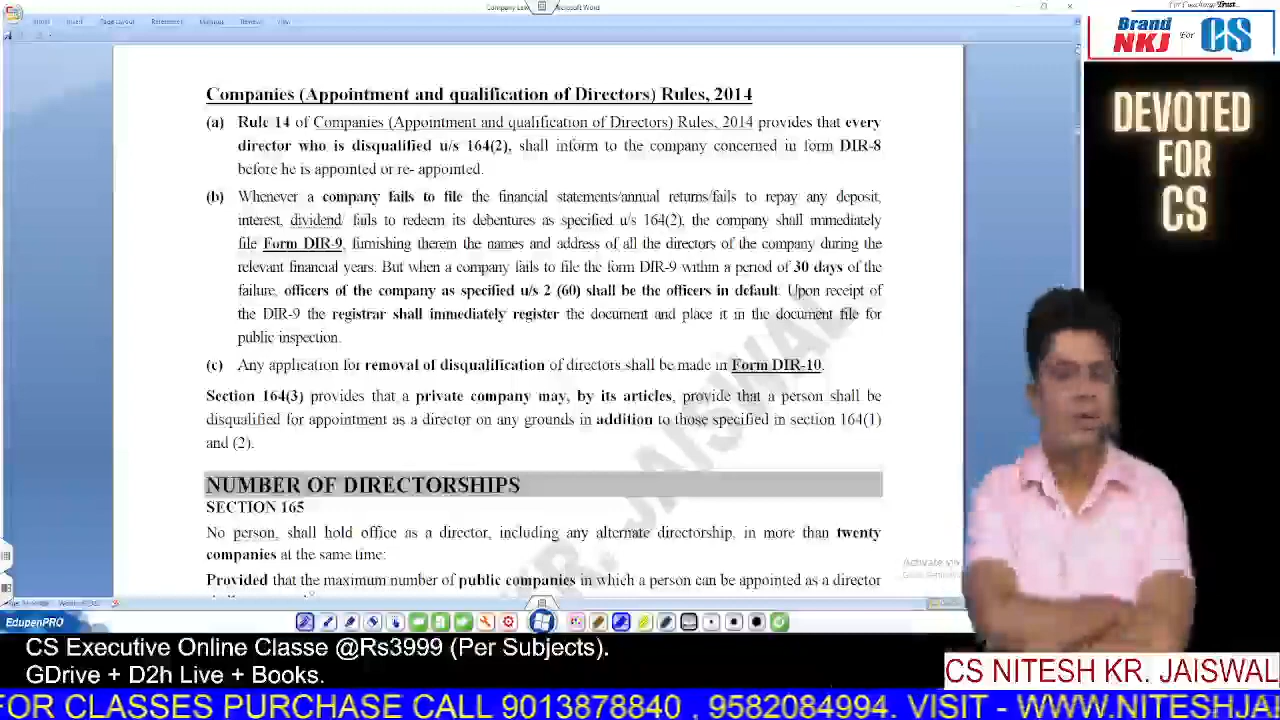 Microsoft Word
Page Layout
References
Review
View
For Coaching Trust...
Brand
NKJ
For
CS
DEVOTED
FOR
CS
Companies (Appointment and qualification of Directors) Rules, 2014
(a) Rule 14 of Companies (Appointment and qualification of Directors) Rules, 2014 provides that every
director who is disqualified u/s 164(2), shall inform to the company concerned in form DIR-8
before he is appointed or re- appointed.
(b) Whenever a company fails to file the financial statements/annual returns/fails to repay any deposit,
interest, dividend/ fails to redeem its debentures as specified u/s 164(2), the company shall immediately
file Form DIR-9, furnishing therem the names and address of all the directors of the company during the
relevant financial years. But when a company fails to file the form DIR-9 within a period of 30 days of the
failure, officers of the company as specified u/s 2 (60) shall be the officers in default. Upon receipt of
the DIR-9 the registrar shall immediately register the document and place it in the document file for
public inspection.
(c) Any application for removal of disqualification of directors shall be made in Form DIR-10.
Section 164(3) provides that a private company may, by its articles, provide that a person shall be
disqualified for appointment as a director on any grounds in addition to those specified in section 164(1)
and (2).
NUMBER OF DIRECTORSHIPS
SECTION 165
No person, shall hold office as a director, including any alternate directorship, in more than twenty
companies at the same time:
Provided that the maximum number of public companies in which a person can be appointed as a director
JAISWAL
EdupenPRO
CS Executive Online Classe @Rs3999 (Per Subjects).
GDrive + D2h Live + Books.
CS NITESH KR. JAISWAL
FOR CLASSES PURCHASE CALL 9013878840 , 9582084994. VISIT - WWW.NITESHJAI